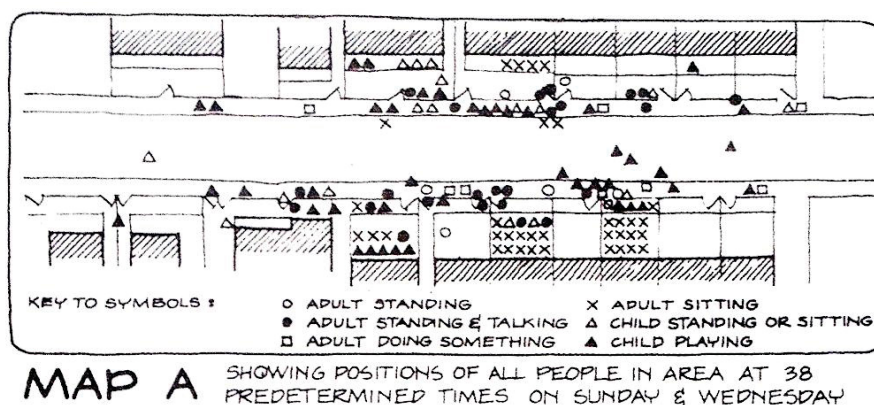 KEY TO SYMBOLS :
○ ADULT STANDING
● ADULT STANDING & TALKING
□ ADULT DOING SOMETHING
× ADULT SITTING
△ CHILD STANDING OR SITTING
▲ CHILD PLAYING
MAP A
SHOWING POSITIONS OF ALL PEOPLE IN AREA AT 38
PREDETERMINED TIMES ON SUNDAY & WEDNESDAY